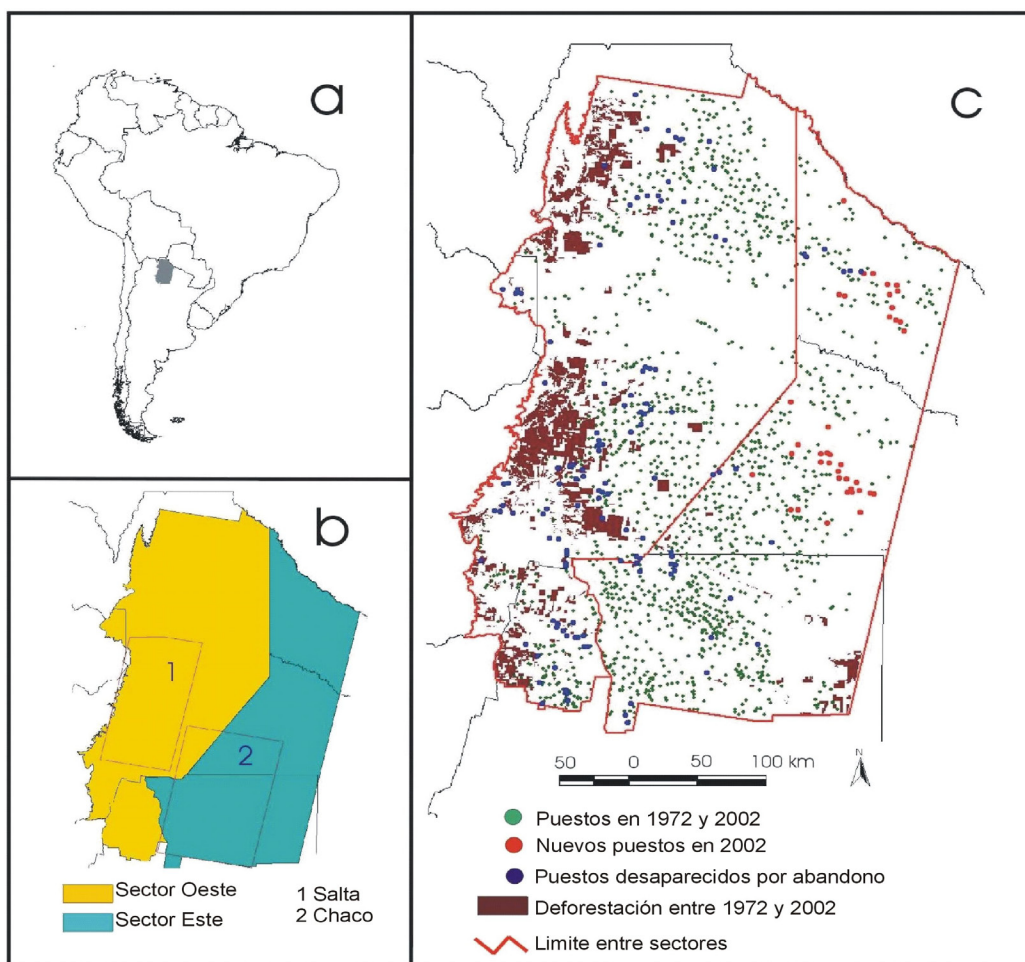 a
b
1
2
Sector Oeste
Sector Este
1 Salta
2 Chaco
c
50 0 50 100 km
N
Puestos en 1972 y 2002
Nuevos puestos en 2002
Puestos desaparecidos por abandono
Deforestación entre 1972 y 2002
Limite entre sectores